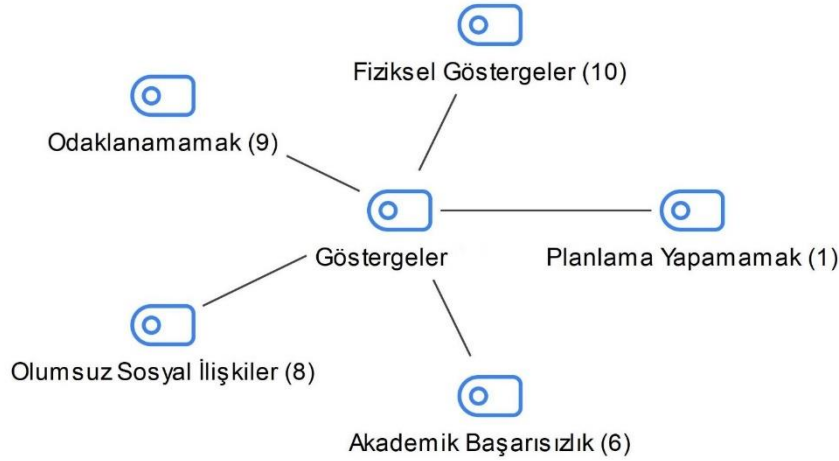 Fiziksel Göstergeler (10)
Odaklanamamak (9)
Göstergeler
Planlama Yapamamak (1)
Olumsuz Sosyal İlişkiler (8)
Akademik Başarısızlık (6)